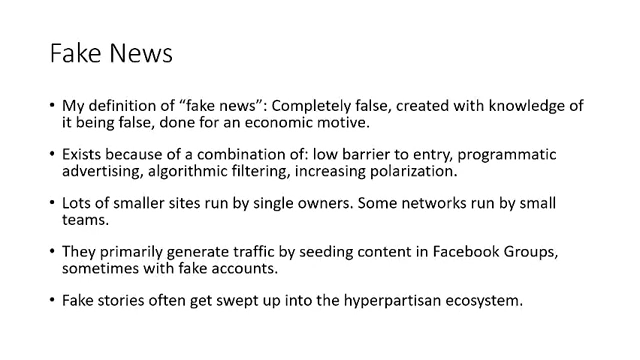 Fake News
• My definition of “fake news”: Completely false, created with knowledge of
it being false, done for an economic motive.
• Exists because of a combination of: low barrier to entry, programmatic
advertising, algorithmic filtering, increasing polarization.
• Lots of smaller sites run by single owners. Some networks run by small
teams.
• They primarily generate traffic by seeding content in Facebook Groups,
sometimes with fake accounts.
• Fake stories often get swept up into the hyperpartisan ecosystem.